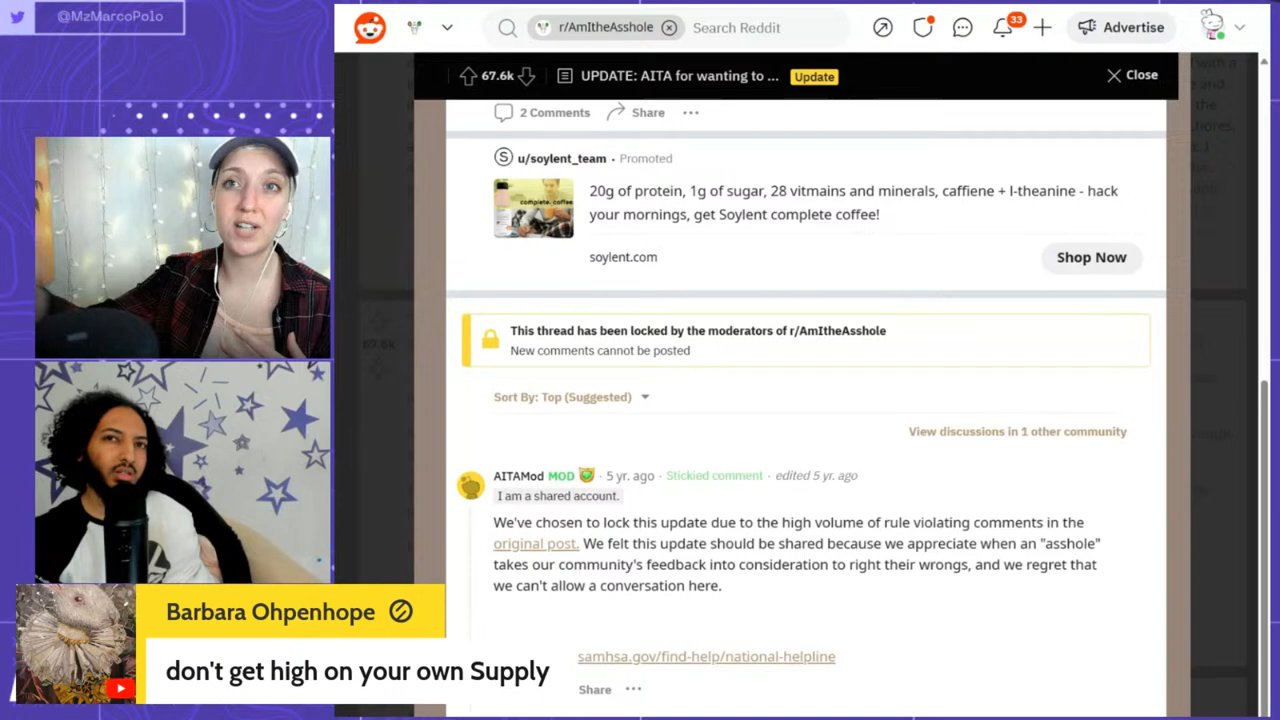 @MzMarcoPolo
r/AmItheAsshole
Search Reddit
33
Advertise
67.6k
UPDATE: AITA for wanting to ...
Update
Close
2 Comments
Share
u/soylent_team · Promoted
20g of protein, 1g of sugar, 28 vitmains and minerals, caffiene + l-theanine - hack
your mornings, get Soylent complete coffee!
complete. coffee
soylent.com
Shop Now
This thread has been locked by the moderators of r/AmItheAsshole
New comments cannot be posted
Sort By: Top (Suggested)
View discussions in 1 other community
AITAMod MOD · 5 yr. ago · Stickied comment · edited 5 yr. ago
I am a shared account.
We've chosen to lock this update due to the high volume of rule violating comments in the
original post. We felt this update should be shared because we appreciate when an "asshole"
takes our community's feedback into consideration to right their wrongs, and we regret that
we can't allow a conversation here.
samhsa.gov/find-help/national-helpline
Share
Barbara Ohpenhope
don't get high on your own Supply